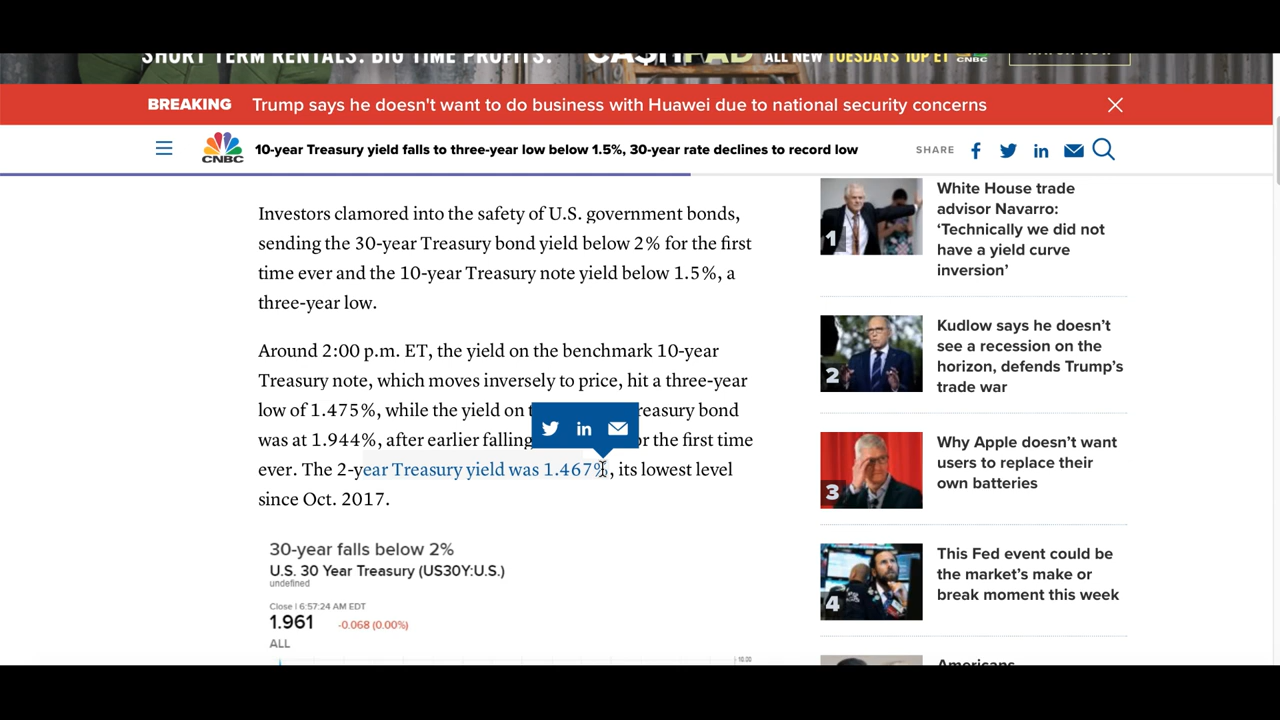 SHORT TERM RENTALS. BIG TIME PROFITS.
CA$HPAD
ALL NEW TUESDAYS 10P ET CNBC
BREAKING Trump says he doesn't want to do business with Huawei due to national security concerns
CNBC
10-year Treasury yield falls to three-year low below 1.5%, 30-year rate declines to record low
SHARE
Investors clamored into the safety of U.S. government bonds,
sending the 30-year Treasury bond yield below 2% for the first
time ever and the 10-year Treasury note yield below 1.5%, a
three-year low.
Around 2:00 p.m. ET, the yield on the benchmark 10-year
Treasury note, which moves inversely to price, hit a three-year
low of 1.475%, while the yield on reasury bond
was at 1.944%, after earlier falling or the first time
ever. The 2-year Treasury yield was 1.467%, its lowest level
since Oct. 2017.
30-year falls below 2%
U.S. 30 Year Treasury (US30Y:U.S.)
undefined
Close | 6:57:24 AM EDT
1.961 -0.068 (0.00%)
ALL
10.20
1
White House trade
advisor Navarro:
‘Technically we did not
have a yield curve
inversion’
2
Kudlow says he doesn’t
see a recession on the
horizon, defends Trump’s
trade war
3
Why Apple doesn’t want
users to replace their
own batteries
4
This Fed event could be
the market’s make or
break moment this week
Americans